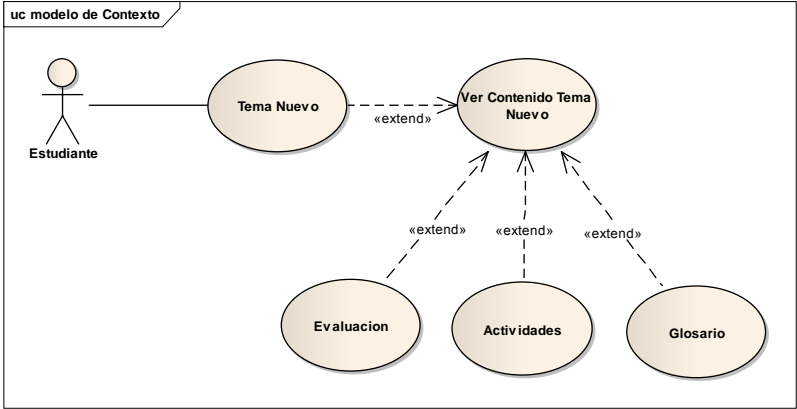 uc modelo de Contexto
Estudiante
Tema Nuevo
«extend»
Ver Contenido Tema
Nuevo
«extend»
«extend»
«extend»
Evaluacion
Actividades
Glosario